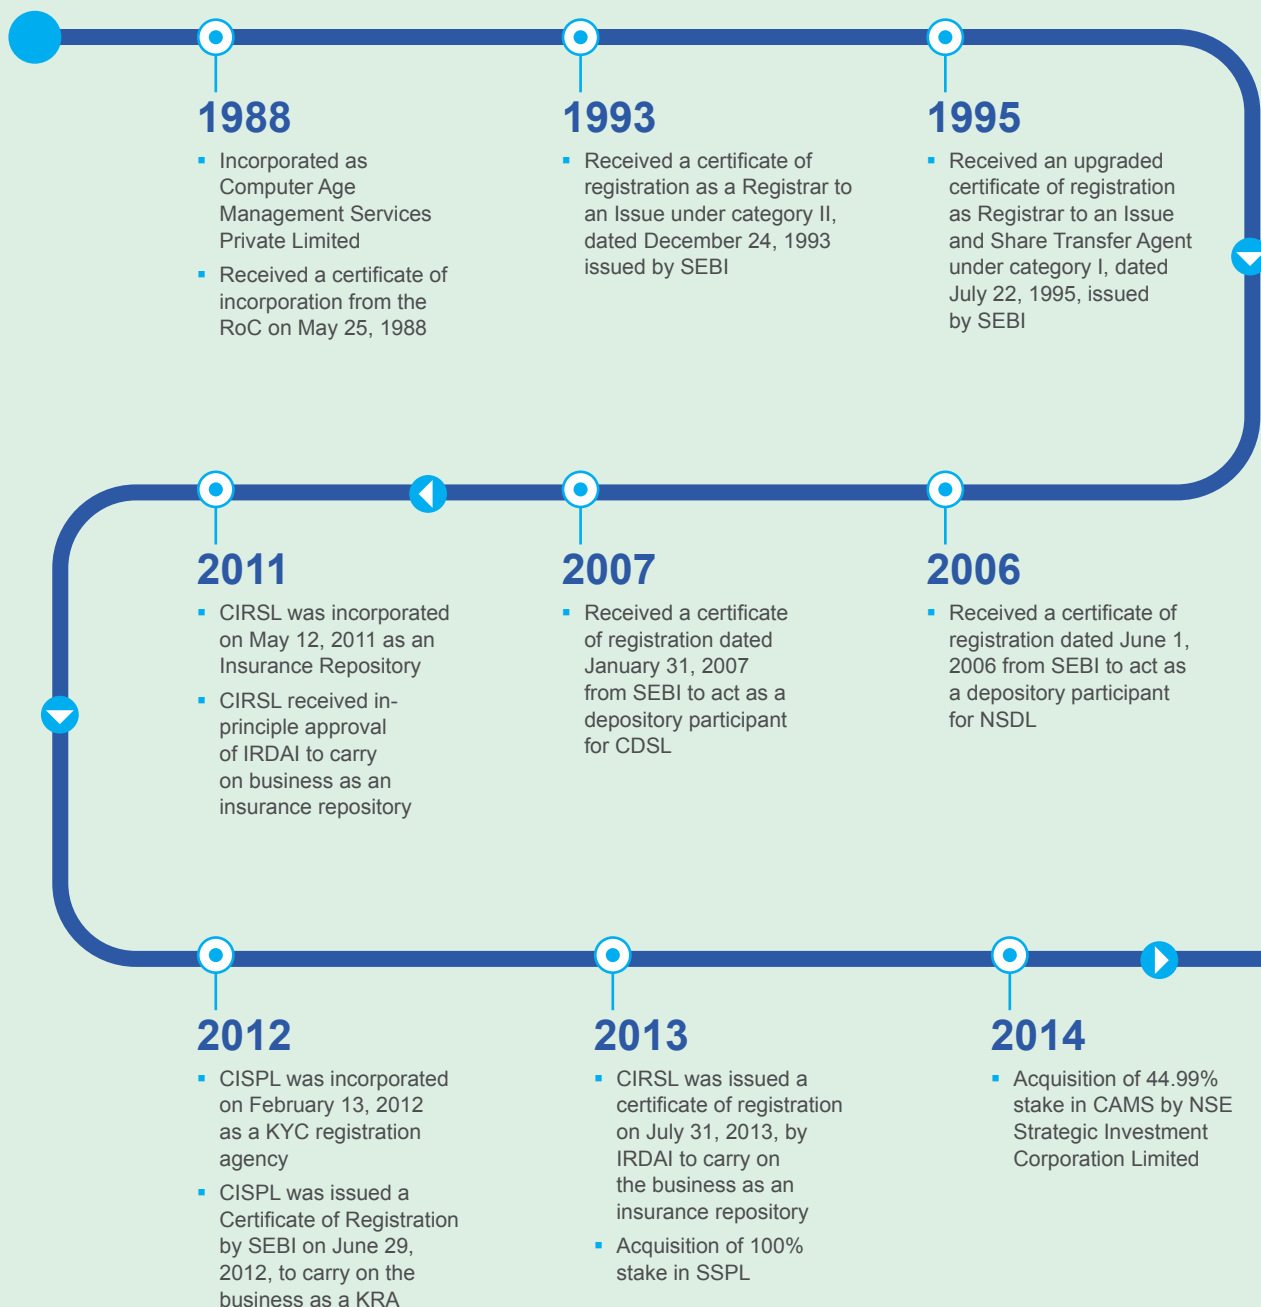 1988
▪ Incorporated as
Computer Age
Management Services
Private Limited
▪ Received a certificate of
incorporation from the
RoC on May 25, 1988
1993
▪ Received a certificate of
registration as a Registrar to
an Issue under category II,
dated December 24, 1993
issued by SEBI
1995
▪ Received an upgraded
certificate of registration
as Registrar to an Issue
and Share Transfer Agent
under category I, dated
July 22, 1995, issued
by SEBI
2011
▪ CIRSL was incorporated
on May 12, 2011 as an
Insurance Repository
▪ CIRSL received in-
principle approval
of IRDAI to carry
on business as an
insurance repository
2007
▪ Received a certificate
of registration dated
January 31, 2007
from SEBI to act as a
depository participant
for CDSL
2006
▪ Received a certificate of
registration dated June 1,
2006 from SEBI to act as
a depository participant
for NSDL
2012
▪ CISPL was incorporated
on February 13, 2012
as a KYC registration
agency
▪ CISPL was issued a
Certificate of Registration
by SEBI on June 29,
2012, to carry on the
business as a KRA
2013
▪ CIRSL was issued a
certificate of registration
on July 31, 2013, by
IRDAI to carry on
the business as an
insurance repository
▪ Acquisition of 100%
stake in SSPL
2014
▪ Acquisition of 44.99%
stake in CAMS by NSE
Strategic Investment
Corporation Limited